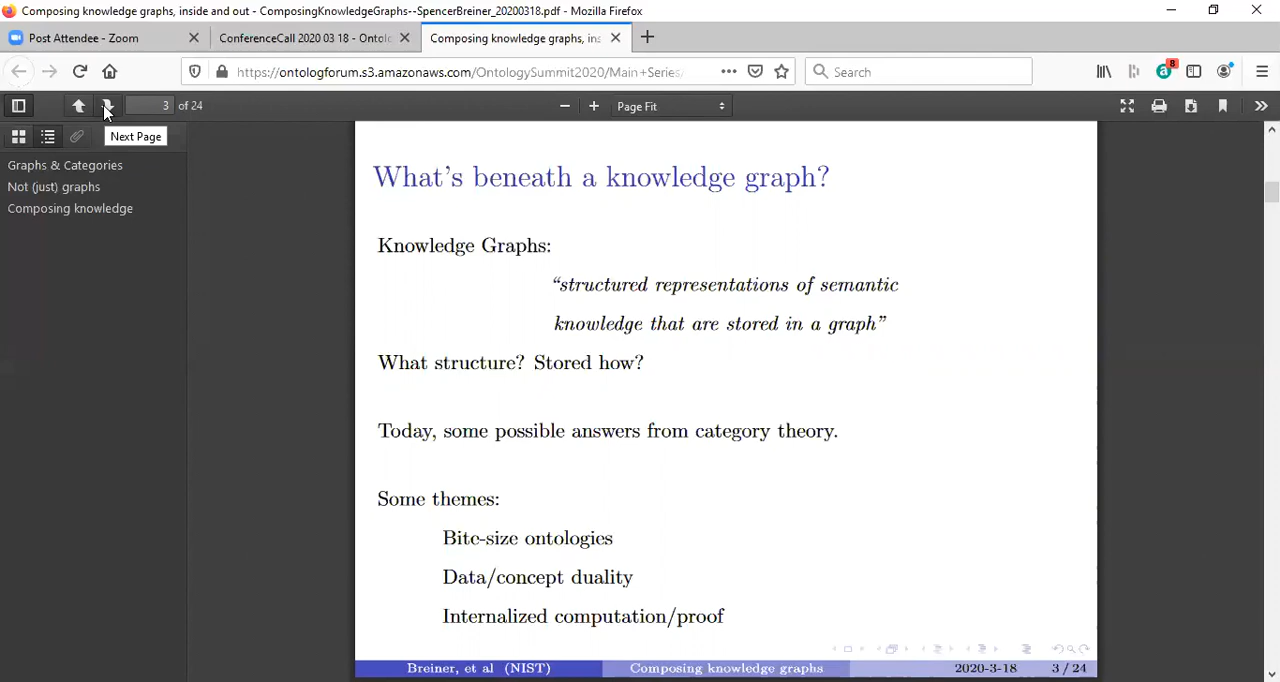 Composing knowledge graphs, inside and out - ComposingKnowledgeGraphs--SpencerBreiner_20200318.pdf - Mozilla Firefox
Post Attendee - Zoom
ConferenceCall 2020 03 18 - Ontolo
Composing knowledge graphs, ins
https://ontologforum.s3.amazonaws.com/OntologySummit2020/Main+Series/
Search
8
3 of 24
Page Fit
Next Page
Graphs & Categories
Not (just) graphs
Composing knowledge
What's beneath a knowledge graph?
Knowledge Graphs:
“structured representations of semantic
knowledge that are stored in a graph”
What structure? Stored how?
Today, some possible answers from category theory.
Some themes:
Bite-size ontologies
Data/concept duality
Internalized computation/proof
Breiner, et al (NIST) Composing knowledge graphs 2020-3-18 3 / 24